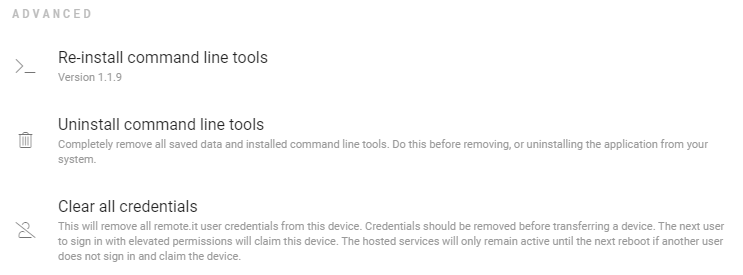 ADVANCED
Re-install command line tools
Version 1.1.9
Uninstall command line tools
Completely remove all saved data and installed command line tools. Do this before removing, or uninstalling the application from your
system.
Clear all credentials
This will remove all remote.it user credentials from this device. Credentials should be removed before transferring a device. The next user
to sign in with elevated permissions will claim this device. The hosted services will only remain active until the next reboot if another user
does not sign in and claim the device.